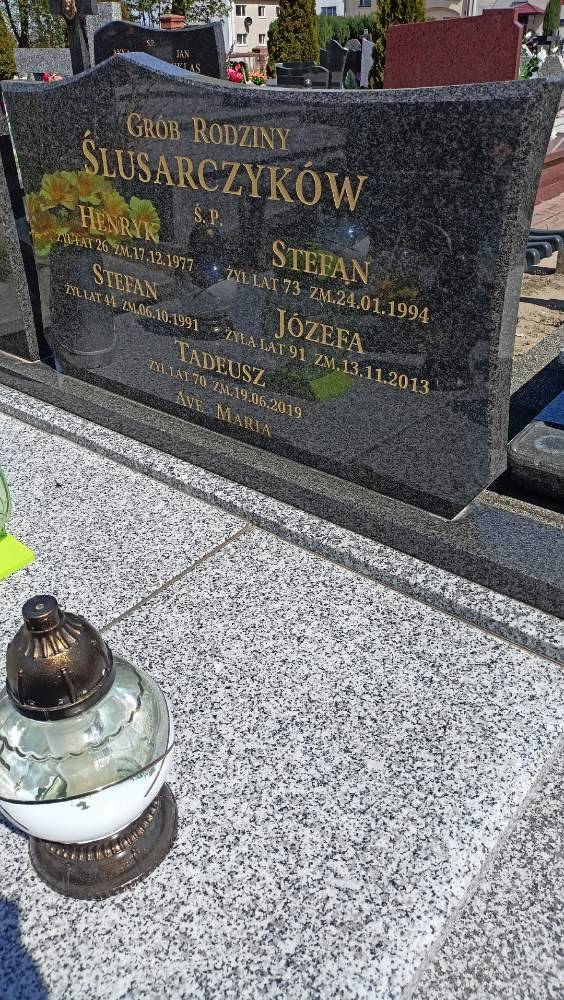 GRÓB RODZINY
ŚLUSARCZYKÓW
Ś.P.
HENRYK
ŻYŁ LAT 26 ZM.17.12.1977
STEFAN
ŻYŁ LAT 73 ZM.24.01.1994
STEFAN
ŻYŁ LAT 44 ZM.06.10.1991
JÓZEFA
ŻYŁA LAT 91 ZM.13.11.2013
TADEUSZ
ŻYŁ LAT 70 ZM.19.06.2019
AVE MARIA
JAN